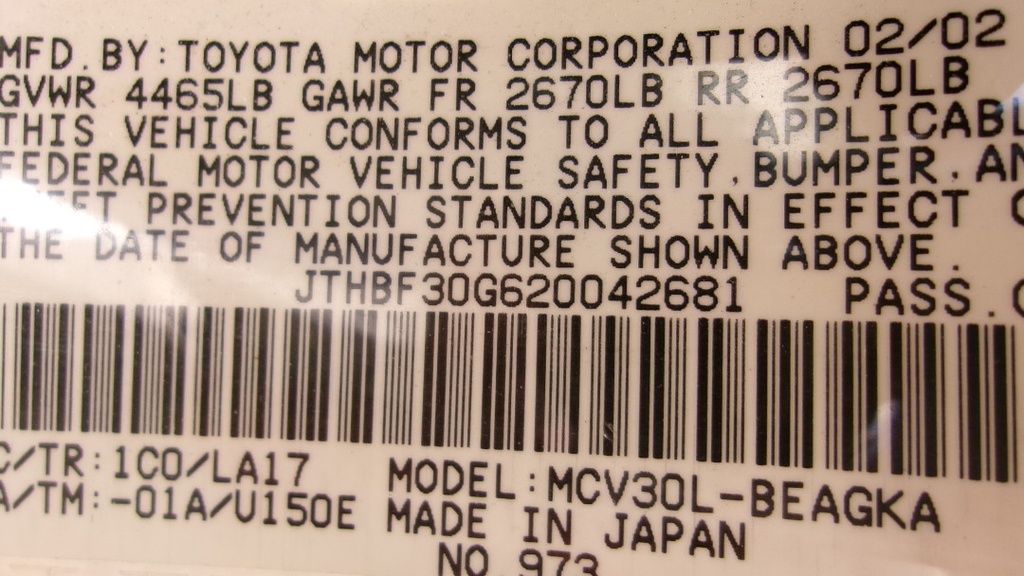 MFD. BY: TOYOTA MOTOR CORPORATION 02/02
GVWR 4465LB GAWR FR 2670LB RR 2670LB
THIS VEHICLE CONFORMS TO ALL APPLICABL
FEDERAL MOTOR VEHICLE SAFETY, BUMPER, AN
PREVENTION STANDARDS IN EFFECT
THE DATE OF MANUFACTURE SHOWN ABOVE.
JTHBF30G620042681 PASS.
C/TR: 1C0/LA17 MODEL: MCV30L-BEAGKA
A/TM: -01A/U150E MADE IN JAPAN
NO. 973